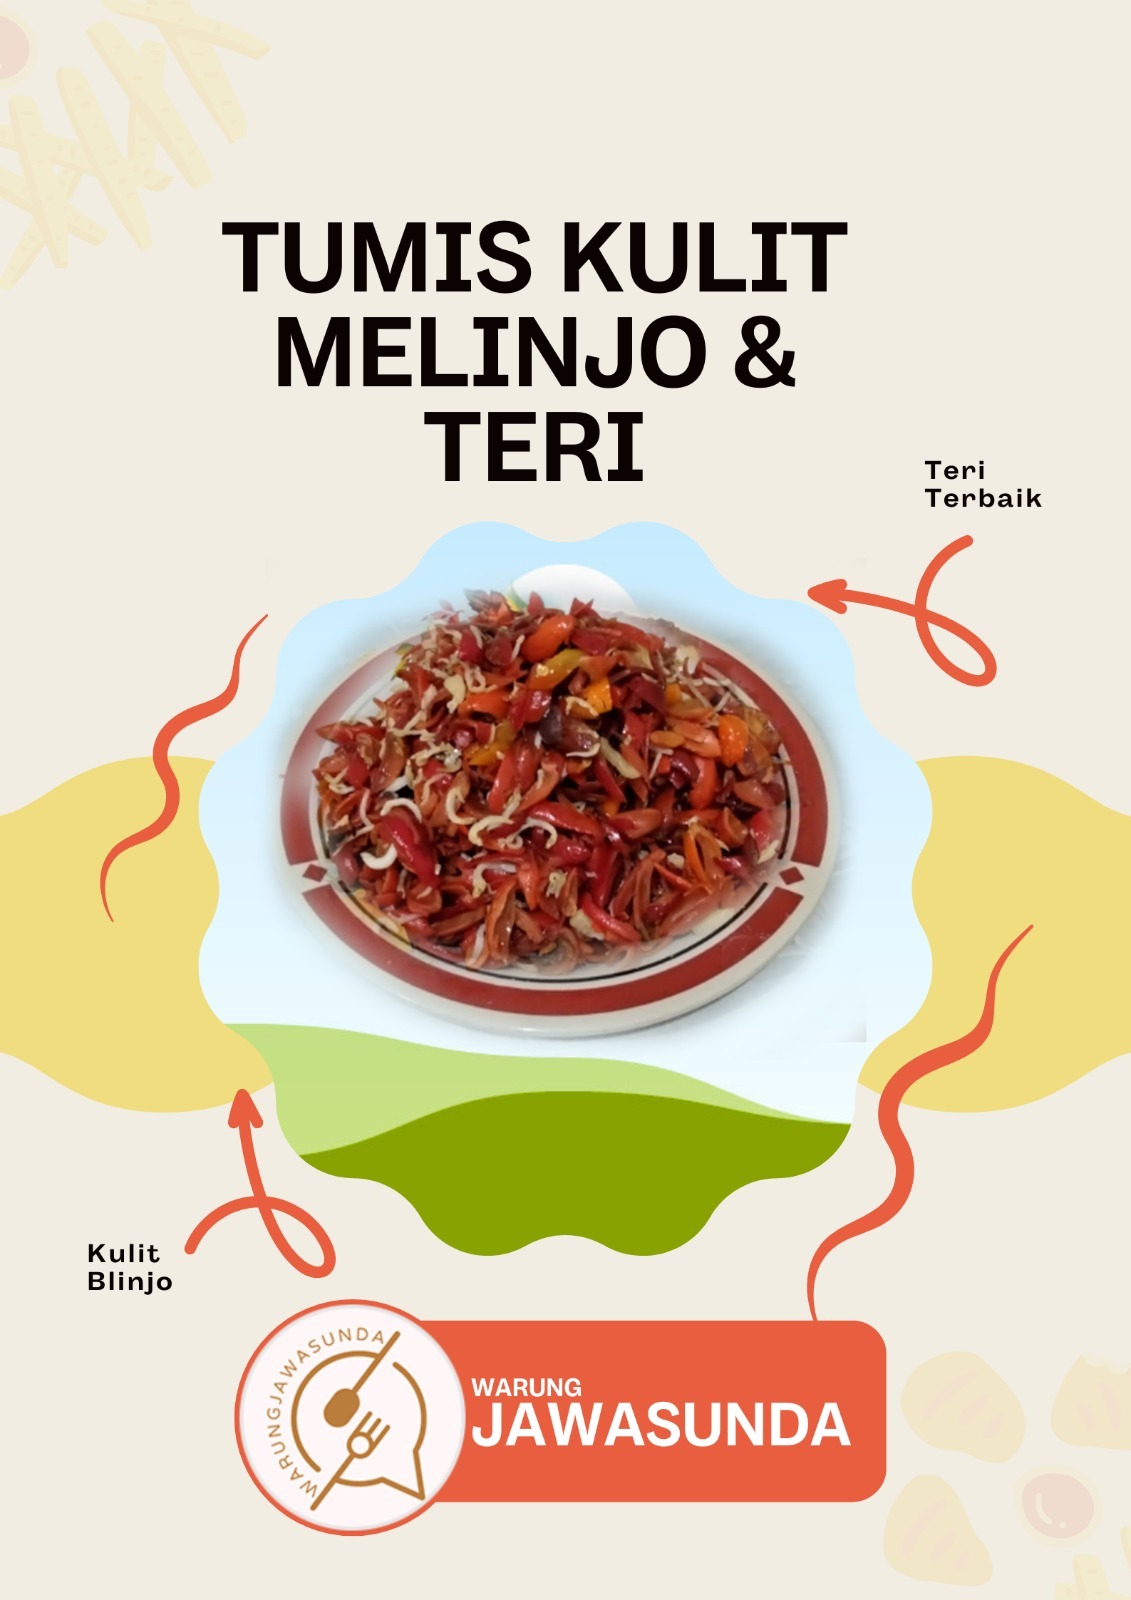 TUMIS KULIT
MELINJO &
TERI
Teri
Terbaik
Kulit
Blinjo
WARUNGJAWASUNDA
WARUNG
JAWASUNDA